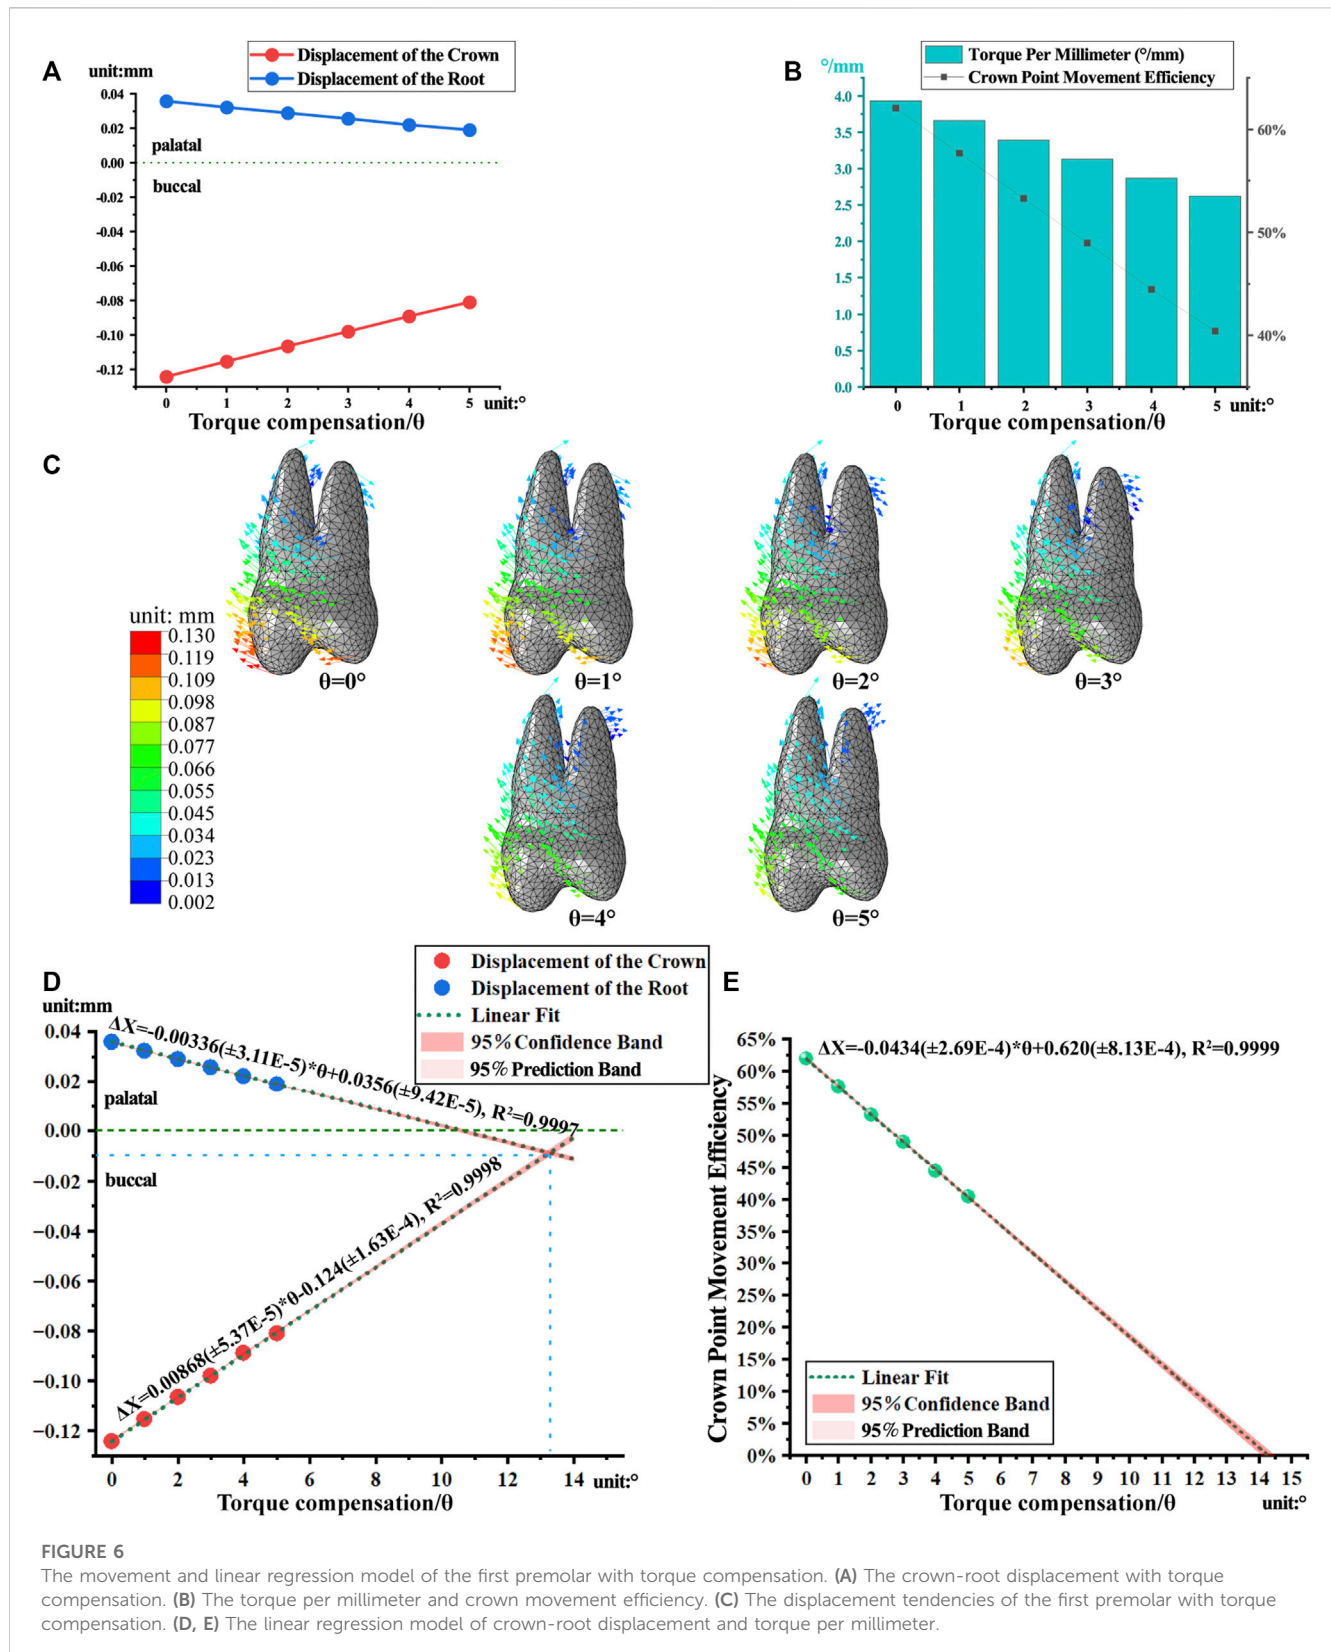 A
unit:mm
Displacement of the Crown
Displacement of the Root
0.04
0.02
0.00
-0.02
-0.04
-0.06
-0.08
-0.10
-0.12
palatal
buccal
0 1 2 3 4 5 unit:°
Torque compensation/θ
B
°/mm
Torque Per Millimeter (°/mm)
Crown Point Movement Efficiency
4.0
3.5
3.0
2.5
2.0
1.5
1.0
0.5
0.0
60%
50%
40%
0 1 2 3 4 5 unit:°
Torque compensation/θ
C
unit: mm
0.130
0.119
0.109
0.098
0.087
0.077
0.066
0.055
0.045
0.034
0.023
0.013
0.002
θ=0°
θ=1°
θ=2°
θ=3°
θ=4°
θ=5°
D
unit:mm
Displacement of the Crown
Displacement of the Root
Linear Fit
95% Confidence Band
95% Prediction Band
0.04
0.02
0.00
−0.02
−0.04
−0.06
−0.08
−0.10
−0.12
palatal
buccal
ΔX=-0.00336(±3.11E-5)*θ+0.0356(±9.42E-5), R²=0.9997
ΔX=0.00868(±5.37E-5)*θ-0.124(±1.63E-4), R²=0.9998
0 2 4 6 8 10 12 14 unit:°
Torque compensation/θ
E
Crown Point Movement Efficiency
65%
60%
55%
50%
45%
40%
35%
30%
25%
20%
15%
10%
5%
0%
ΔX=-0.0434(±2.69E-4)*θ+0.620(±8.13E-4), R²=0.9999
Linear Fit
95% Confidence Band
95% Prediction Band
0 1 2 3 4 5 6 7 8 9 10 11 12 13 14 15
Torque compensation/θ
unit:°
FIGURE 6
The movement and linear regression model of the first premolar with torque compensation. (A) The crown-root displacement with torque
compensation. (B) The torque per millimeter and crown movement efficiency. (C) The displacement tendencies of the first premolar with torque
compensation. (D, E) The linear regression model of crown-root displacement and torque per millimeter.